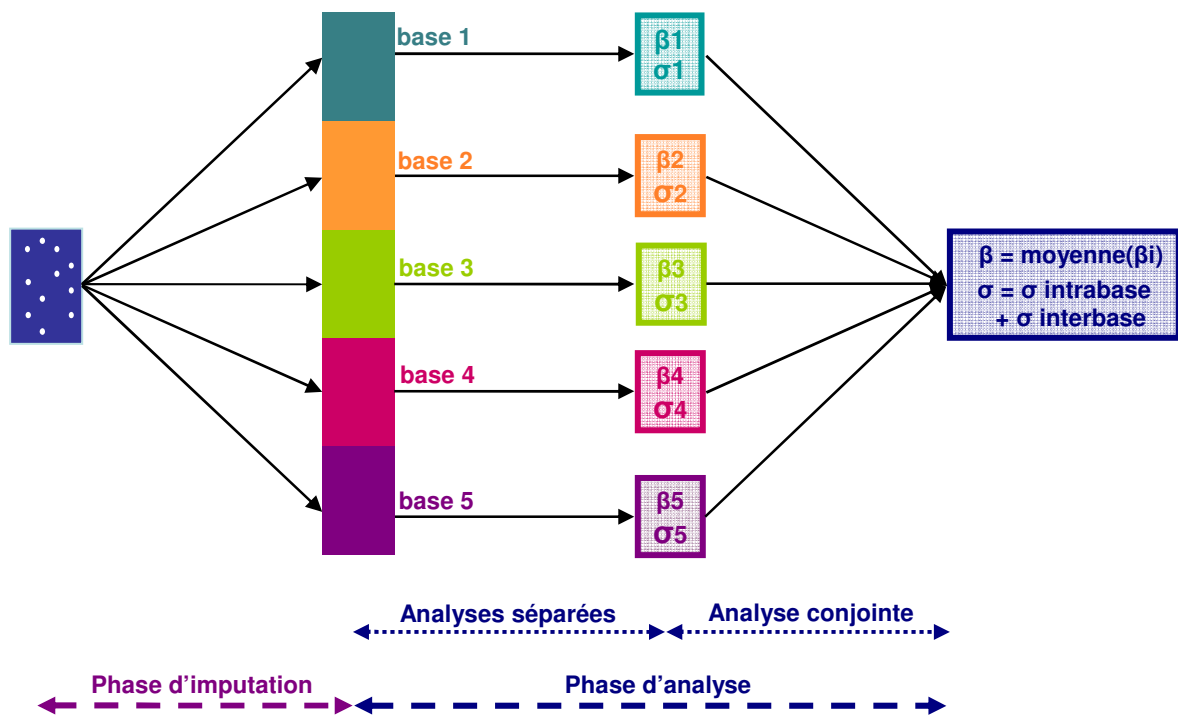 base 1
β1
σ1
base 2
β2
σ2
base 3
β3
σ3
β = moyenne(βi)
σ = σ intrabase
+ σ interbase
base 4
β4
σ4
base 5
β5
σ5
Analyses séparées
Analyse conjointe
Phase d'imputation
Phase d'analyse